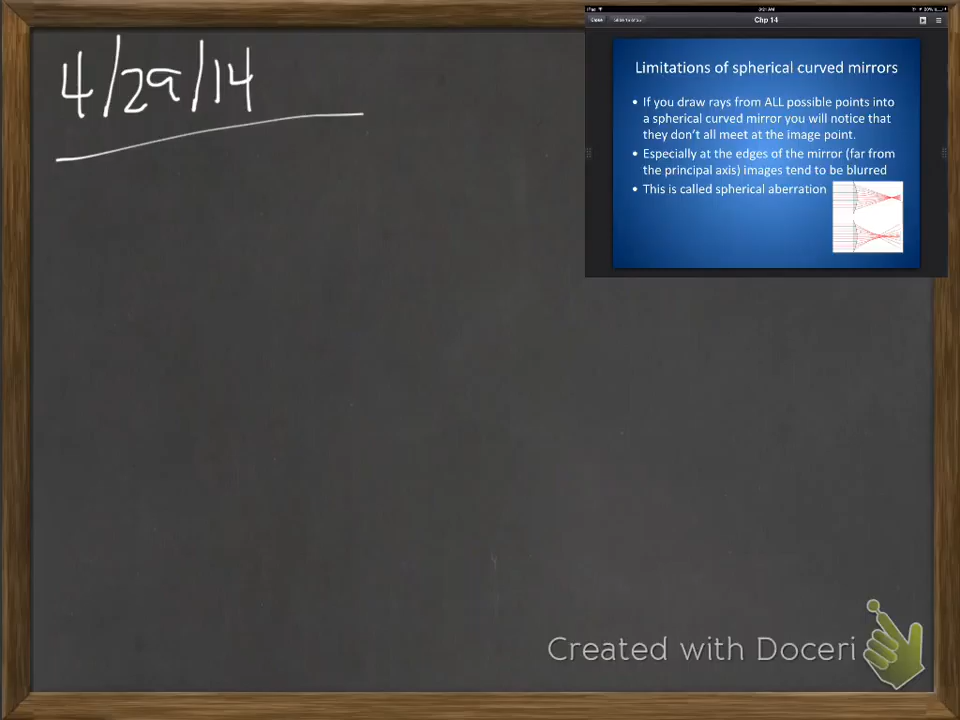 4/29/14
Chp 14
Limitations of spherical curved mirrors
• If you draw rays from ALL possible points into
a spherical curved mirror you will notice that
they don't all meet at the image point.
• Especially at the edges of the mirror (far from
the principal axis) images tend to be blurred
• This is called spherical aberration
Created with Doceri